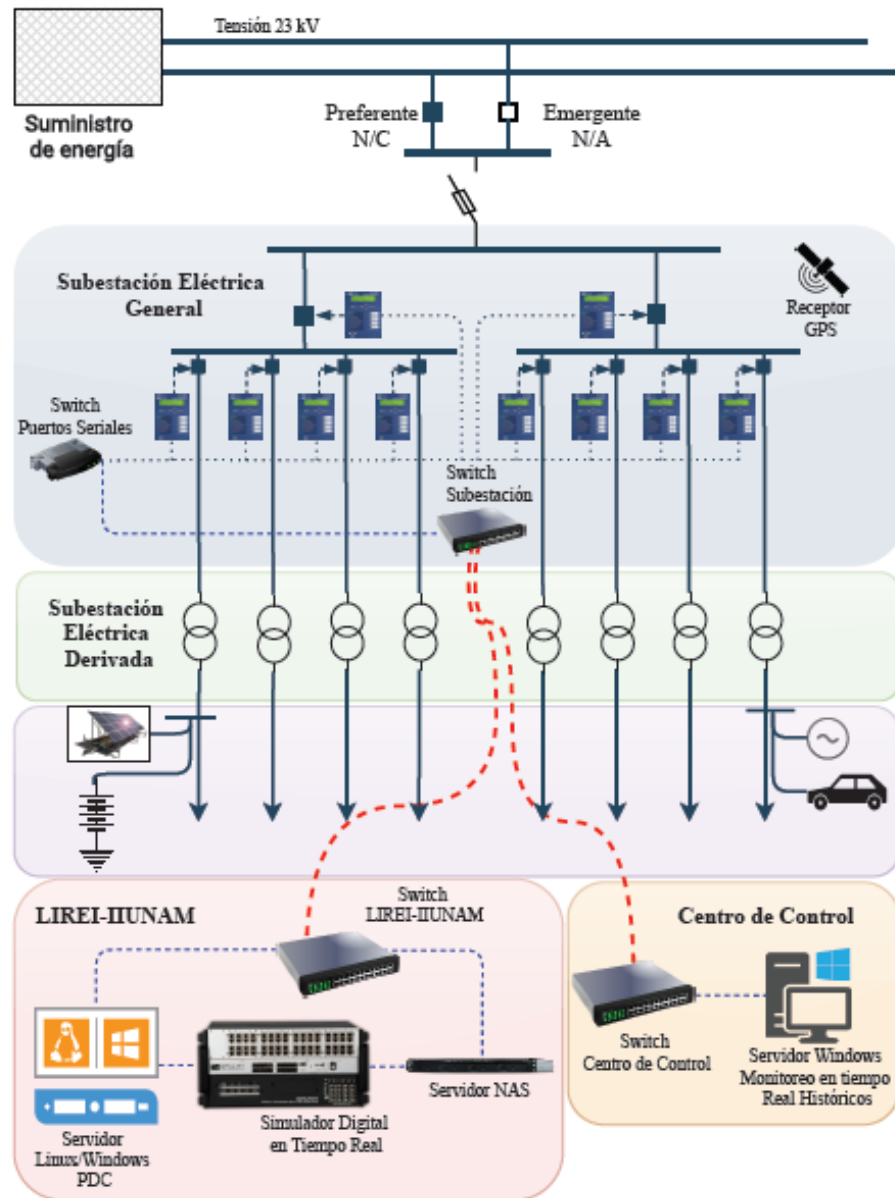 Tensión 23 kV
Suministro
de energía
Preferente
N/C
Emergente
N/A
Subestación Eléctrica
General
Receptor
GPS
Switch
Puertos Seriales
Switch
Subestación
Subestación
Eléctrica
Derivada
LIREI-IIUNAM
Switch
LIREI-IIUNAM
Centro de Control
Servidor NAS
Simulador Digital
en Tiempo Real
Servidor
Linux/Windows
PDC
Switch
Centro de Control
Servidor Windows
Monitoreo en tiempo
Real Históricos